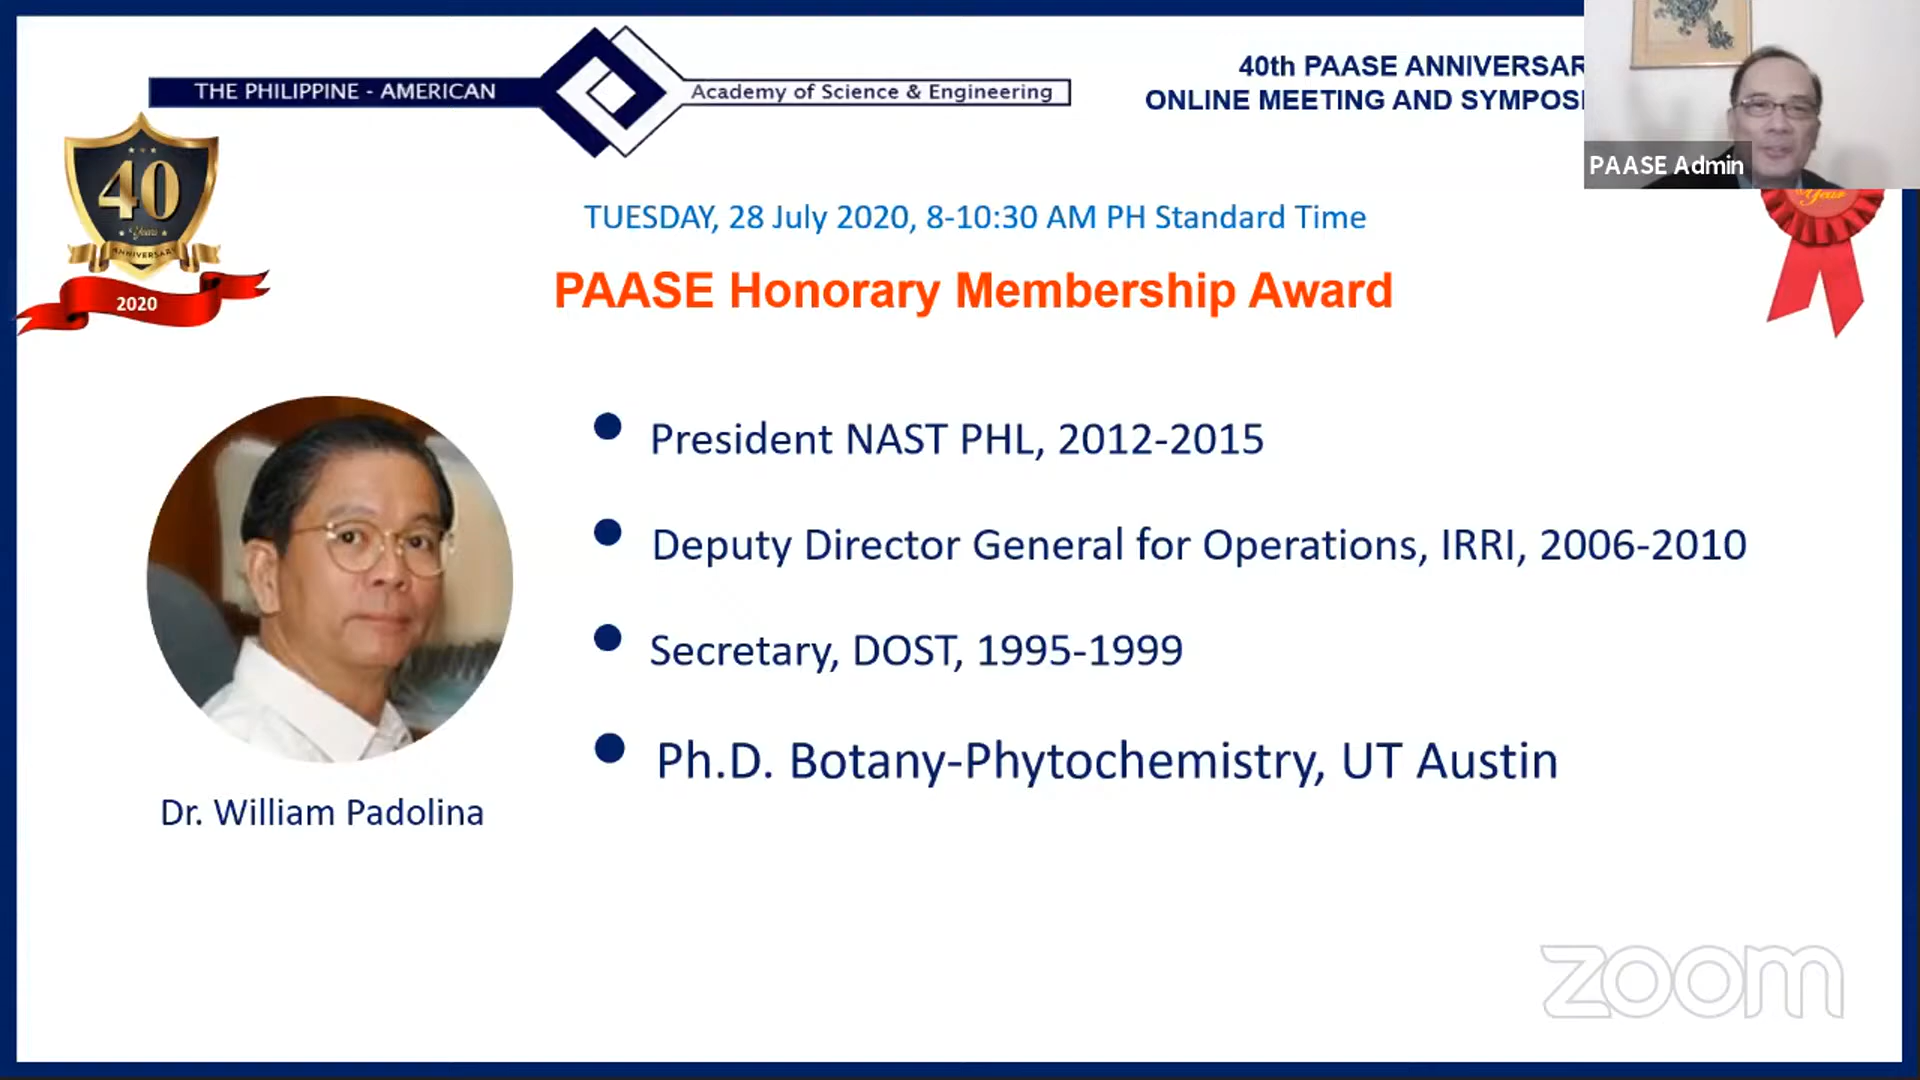 THE PHILIPPINE - AMERICAN Academy of Science & Engineering
40th PAASE ANNIVERSAR
ONLINE MEETING AND SYMPOSI
PAASE Admin
40
Years
ANNIVERSARY
2020
Year
TUESDAY, 28 July 2020, 8-10:30 AM PH Standard Time
PAASE Honorary Membership Award
President NAST PHL, 2012-2015
Deputy Director General for Operations, IRRI, 2006-2010
Secretary, DOST, 1995-1999
Ph.D. Botany-Phytochemistry, UT Austin
Dr. William Padolina
zoom